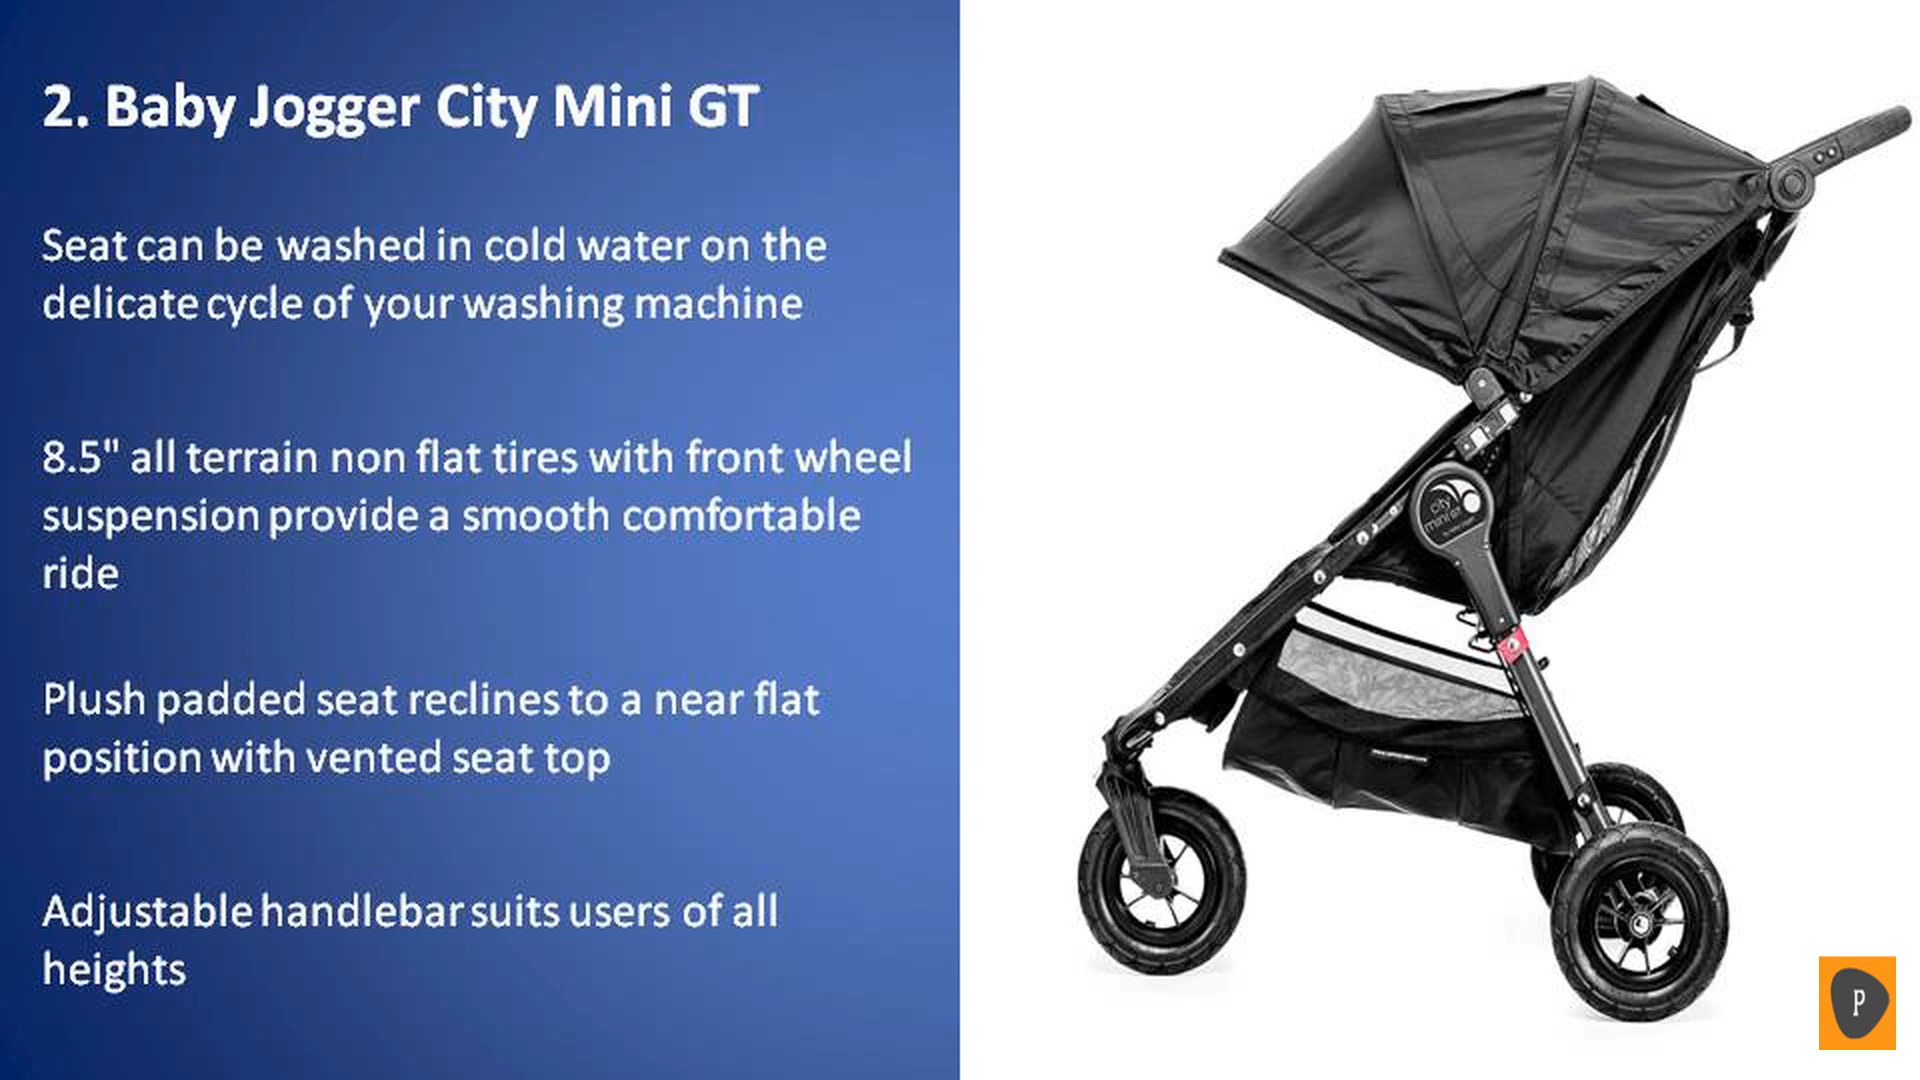 2. Baby Jogger City Mini GT
Seat can be washed in cold water on the
delicate cycle of your washing machine
8.5" all terrain non flat tires with front wheel
suspension provide a smooth comfortable
ride
Plush padded seat reclines to a near flat
position with vented seat top
Adjustable handlebar suits users of all
heights
city
mini
P